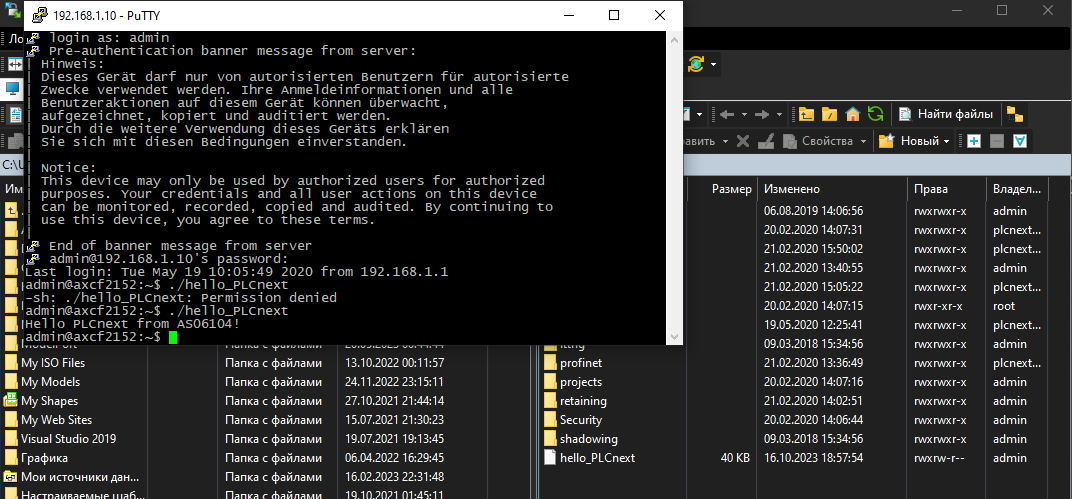 192.168.1.10 - PuTTY
login as: admin
Pre-authentication banner message from server:
| Hinweis:
| Dieses Gerät darf nur von autorisierten Benutzern für autorisierte
| Zwecke verwendet werden. Ihre Anmeldeinformationen und alle
| Benutzeraktionen auf diesem Gerät können überwacht,
| aufgezeichnet, kopiert und auditiert werden.
| Durch die weitere Verwendung dieses Geräts erklären
| Sie sich mit diesen Bedingungen einverstanden.
|
| Notice:
| This device may only be used by authorized users for authorized
| purposes. Your credentials and all user actions on this device
| can be monitored, recorded, copied and audited. By continuing to
| use this device, you agree to these terms.
|
End of banner message from server
admin@192.168.1.10's password:
Last login: Tue May 19 10:05:49 2020 from 192.168.1.1
admin@axcf2152:~$ ./hello_PLCnext
-sh: ./hello_PLCnext: Permission denied
admin@axcf2152:~$ ./hello_PLCnext
Hello PLCnext from ASO6104!
admin@axcf2152:~$
Ло
C:\U
Им
Найти файлы
Свойства
Новый
Размер Изменено Права Владел...
06.08.2019 14:06:56 rwxrwxr-x admin
20.02.2020 14:07:31 rwxrwxr-x plcnext...
21.02.2020 15:50:02 rwxrwxr-x plcnext...
21.02.2020 13:40:55 rwxrwxr-x admin
21.02.2020 15:05:22 rwxrwxr-x plcnext...
20.02.2020 14:07:15 rwxr-xr-x root
19.05.2020 12:25:41 rwxrwxr-x plcnext...
09.03.2018 15:34:56 rwxrwxr-x admin
profinet 21.02.2020 13:36:49 rwxrwxr-x plcnext...
projects 20.02.2020 14:07:16 rwxrwxr-x admin
retaining 21.02.2020 14:02:51 rwxrwxr-x admin
Security 20.02.2020 14:06:44 rwxrwxr-x admin
shadowing 09.03.2018 15:34:56 rwxrwxr-x admin
hello_PLCnext 40 KB 16.10.2023 18:57:54 rwxrw-r-- admin
My ISO Files Папка с файлами 13.10.2022 00:11:57
My Models Папка с файлами 24.11.2022 23:15:11
My Shapes Папка с файлами 27.10.2021 21:44:14
My Web Sites Папка с файлами 15.07.2021 21:30:23
Visual Studio 2019 Папка с файлами 19.07.2021 19:13:45
Графика Папка с файлами 06.04.2022 16:29:45
Мои источники дан... Папка с файлами 16.02.2023 22:31:48
Настраиваемые шаб... Папка с файлами 19.10.2021 01:45:11